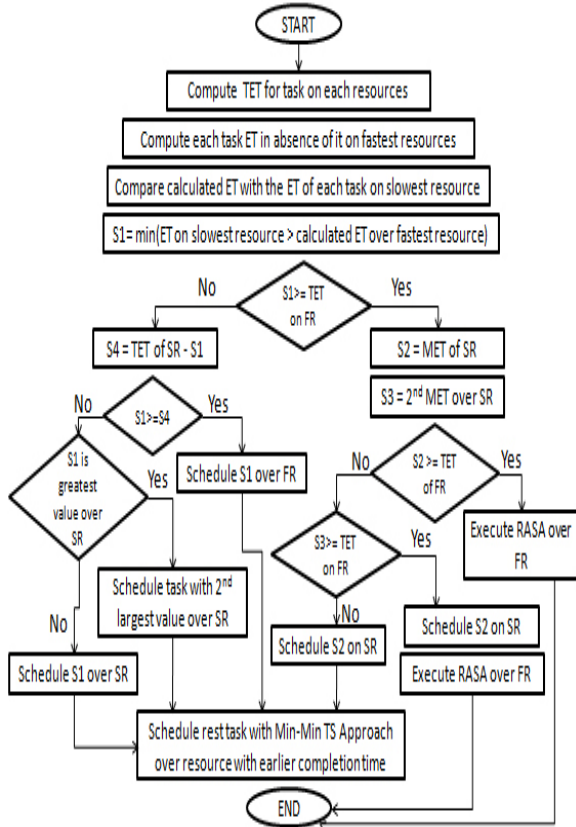 START
Compute TET for task on each resources
Compute each task ET in absence of it on fastest resources
Compare calculated ET with the ET of each task on slowest resource
S1= min(ET on slowest resource > calculated ET over fastest resource)
No
S1>= TET
on FR
Yes
S4 = TET of SR - S1
S2 = MET of SR
S3 = 2nd MET over SR
No
S1>=S4
Yes
S1 is
greatest
value over
SR
Yes
Schedule S1 over FR
No
S2 >= TET
of FR
Yes
S3>= TET
on FR
Yes
Execute RASA over
FR
No
Schedule task with 2nd
largest value over SR
No
Schedule S2 on SR
Schedule S2 on SR
Schedule S1 over SR
Execute RASA over FR
Schedule rest task with Min-Min TS Approach
over resource with earlier completion time
END